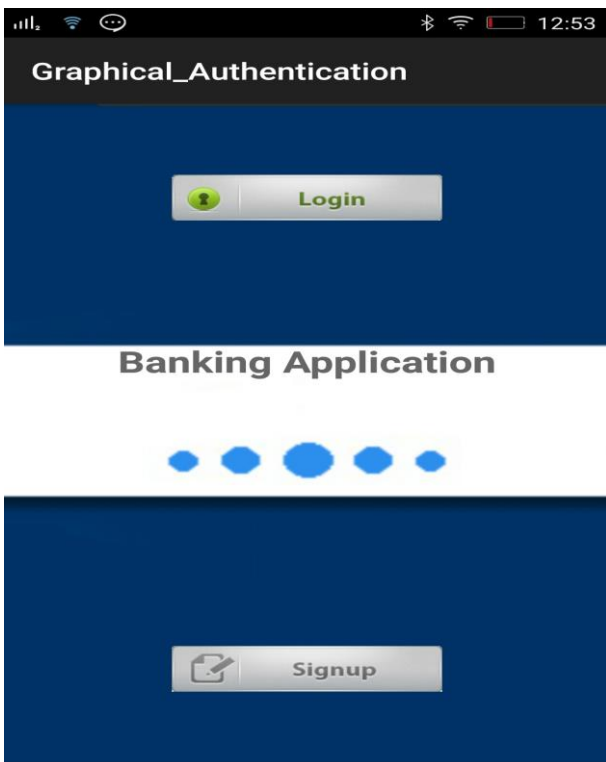 12:53
Graphical_Authentication
Login
Banking Application
Signup